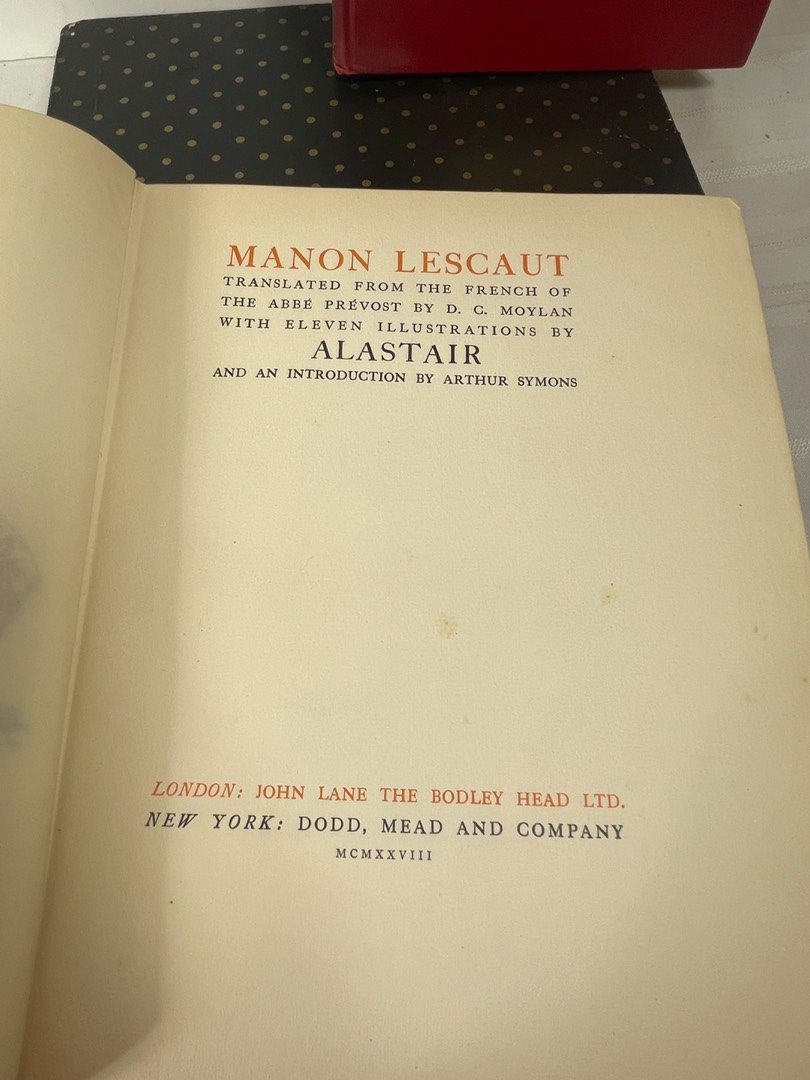 MANON LESCAUT
TRANSLATED FROM THE FRENCH OF
THE ABBÉ PRÉVOST BY D. C. MOYLAN
WITH ELEVEN ILLUSTRATIONS BY
ALASTAIR
AND AN INTRODUCTION BY ARTHUR SYMONS
LONDON: JOHN LANE THE BODLEY HEAD LTD.
NEW YORK: DODD, MEAD AND COMPANY
MCMXXVIII